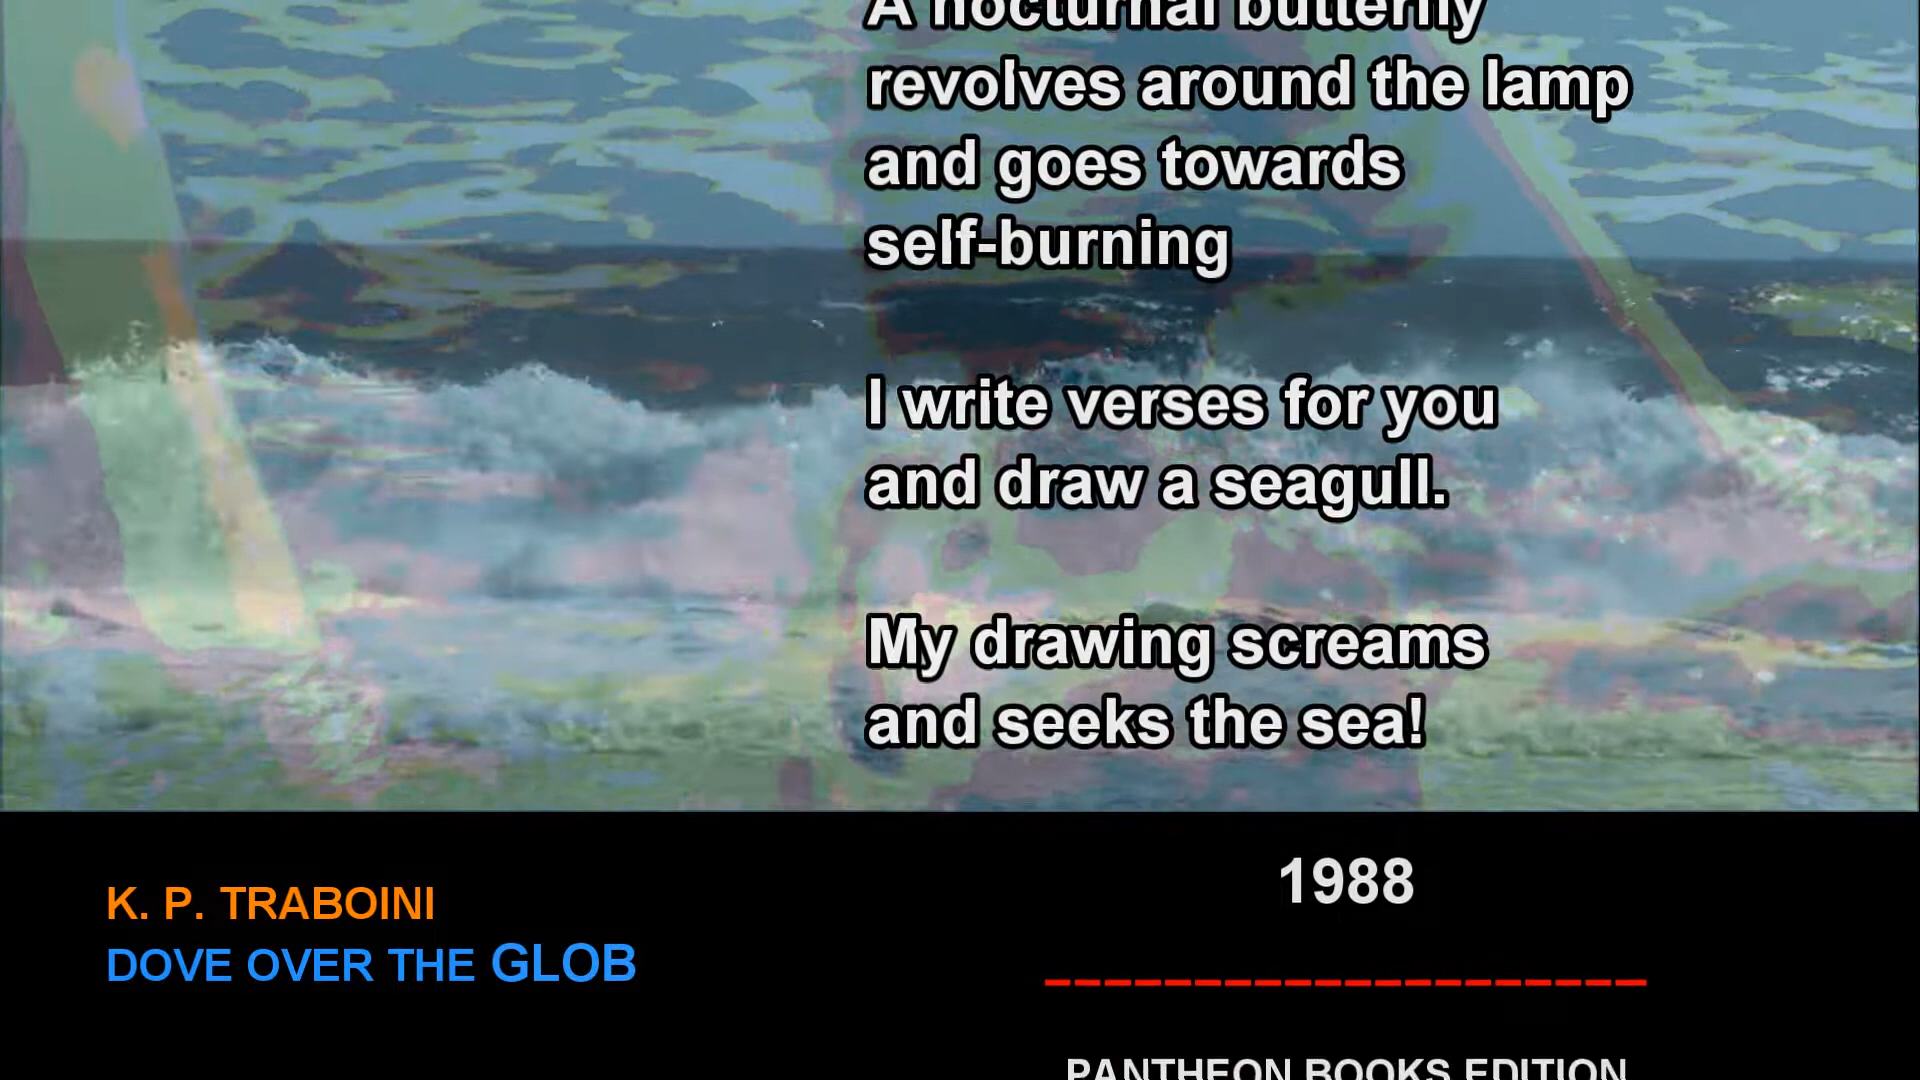 A nocturnal butterfly
revolves around the lamp
and goes towards
self-burning
I write verses for you
and draw a seagull.
My drawing screams
and seeks the sea!
1988
K. P. TRABOINI
DOVE OVER THE GLOB
____________________
PANTHEON BOOKS EDITION